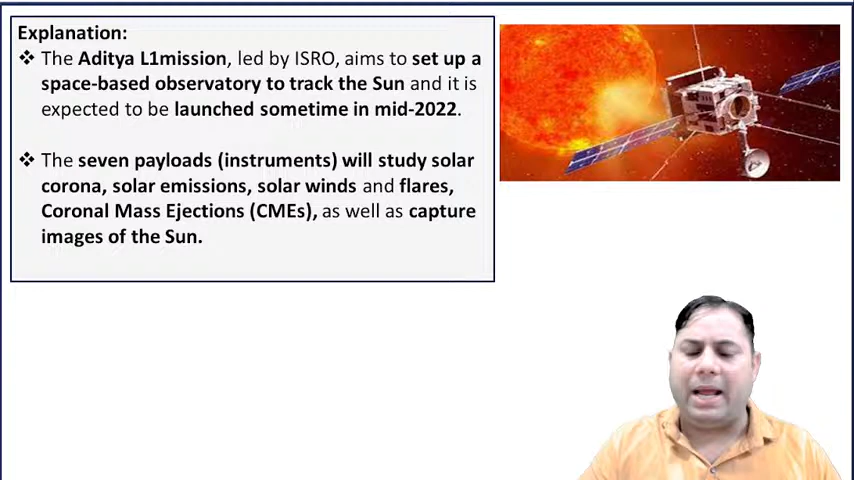 Explanation:
❖ The Aditya L1mission, led by ISRO, aims to set up a
space-based observatory to track the Sun and it is
expected to be launched sometime in mid-2022.
❖ The seven payloads (instruments) will study solar
corona, solar emissions, solar winds and flares,
Coronal Mass Ejections (CMEs), as well as capture
images of the Sun.